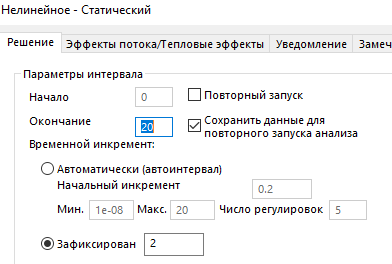 Нелинейное - Статический
Решение Эффекты потока/Тепловые эффекты Уведомление Замеч
Параметры интервала
Начало 0 Повторный запуск
Окончание 20 Сохранить данные для повторного запуска анализа
Временной инкремент:
Автоматически (автоинтервал)
Начальный инкремент 0.2
Мин. 1e-08 Макс. 20 Число регулировок 5
Зафиксирован 2